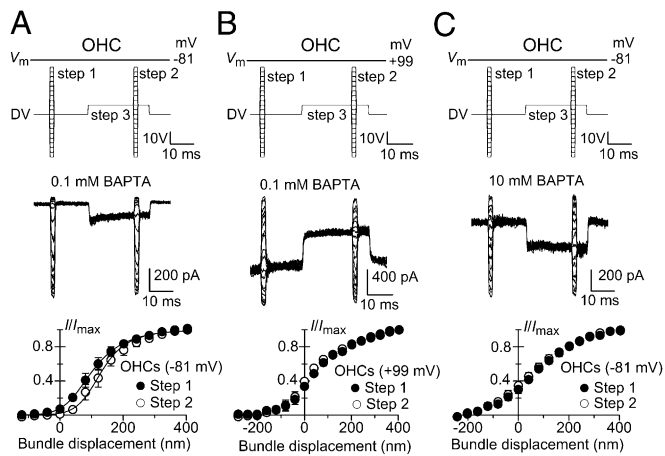 A
OHC
mV
Vm
-81
step 1
step 2
DV
step 3
10V
10 ms
0.1 mM BAPTA
200 pA
10 ms
I/Imax
0.8
0.4
OHCs (-81 mV)
Step 1
Step 2
0
200
400
Bundle displacement (nm)
B
OHC
mV
Vm
+99
step 1
step 2
DV
step 3
10V
10 ms
0.1 mM BAPTA
400 pA
10 ms
I/Imax
0.8
0.4
OHCs (+99 mV)
Step 1
Step 2
-200
0
200
400
Bundle displacement (nm)
C
OHC
mV
Vm
-81
step 1
step 2
DV
step 3
10V
10 ms
10 mM BAPTA
200 pA
10 ms
I/Imax
0.8
0.4
OHCs (-81 mV)
Step 1
Step 2
-200
0
200
400
Bundle displacement (nm)